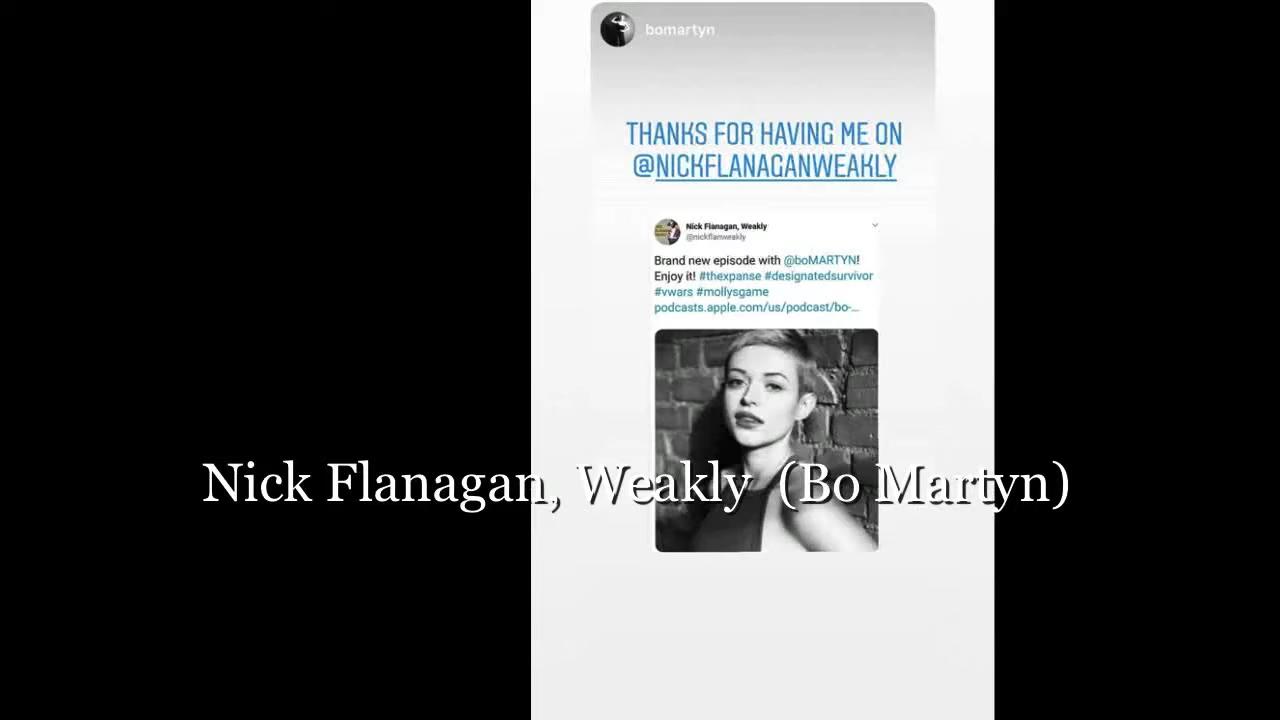 bomartyn
THANKS FOR HAVING ME ON
@NICKFLANAGANWEAKLY
Nick Flanagan, Weakly
@nickflanweakly
Brand new episode with @boMARTYN!
Enjoy it! #thexpanse #designatedsurvivor
#vwars #mollysgame
podcasts.apple.com/us/podcast/bo-...
Nick Flanagan, Weakly (Bo Martyn)